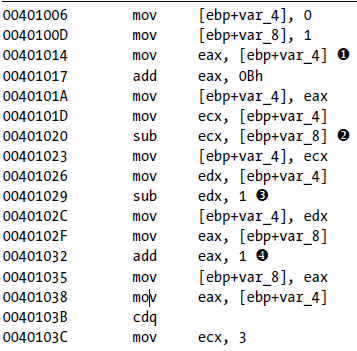 00401006 mov [ebp+var_4], 0
0040100D mov [ebp+var_8], 1
00401014 mov eax, [ebp+var_4] ❶
00401017 add eax, 0Bh
0040101A mov [ebp+var_4], eax
0040101D mov ecx, [ebp+var_4]
00401020 sub ecx, [ebp+var_8] ❷
00401023 mov [ebp+var_4], ecx
00401026 mov edx, [ebp+var_4]
00401029 sub edx, 1 ❸
0040102C mov [ebp+var_4], edx
0040102F mov eax, [ebp+var_8]
00401032 add eax, 1 ❹
00401035 mov [ebp+var_8], eax
00401038 mov eax, [ebp+var_4]
0040103B cdq
0040103C mov ecx, 3